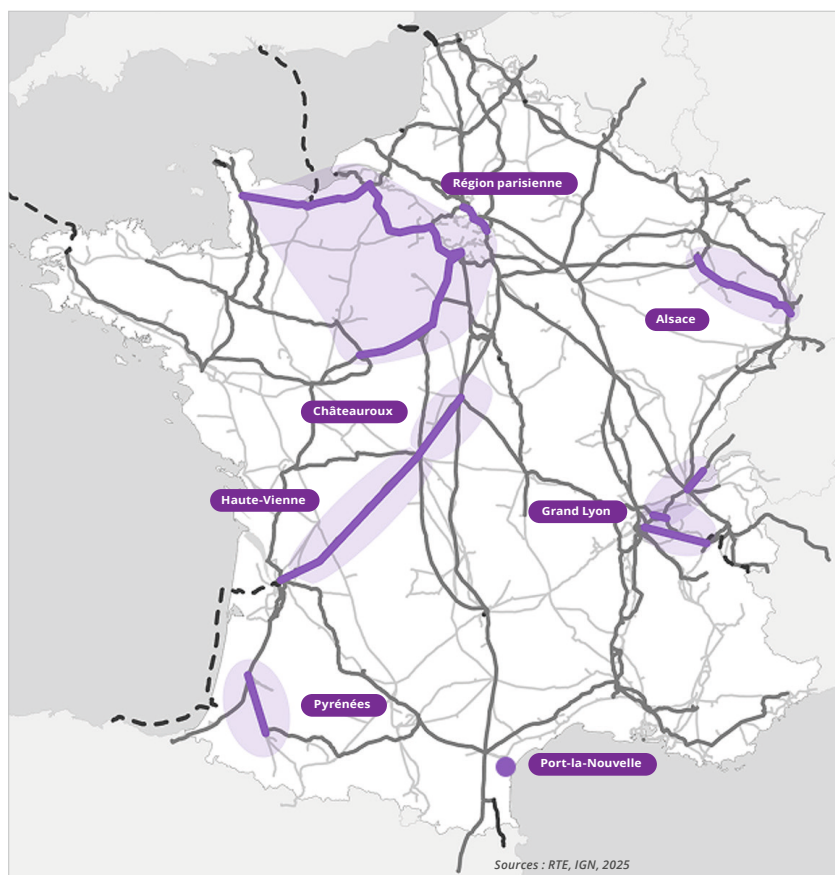 Région parisienne
Alsace
Châteauroux
Haute-Vienne
Grand Lyon
Pyrénées
Port-la-Nouvelle
Sources : RTE, IGN, 2025